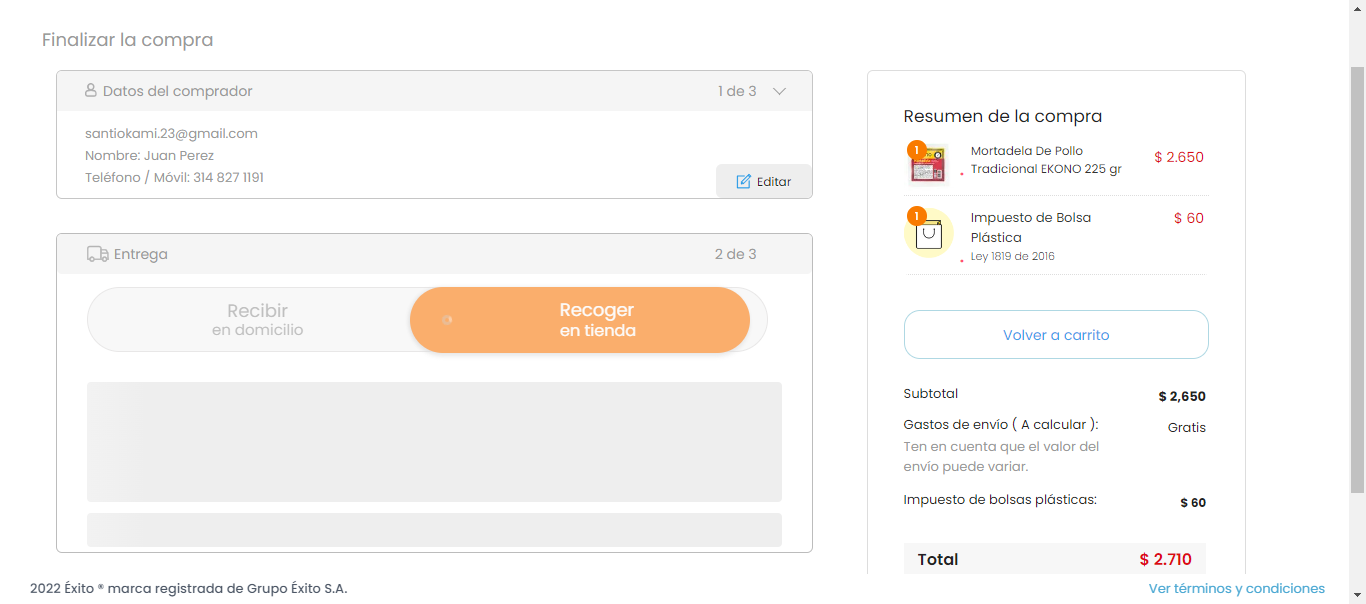 Finalizar la compra
Datos del comprador
1 de 3
santiokami.23@gmail.com
Nombre: Juan Perez
Teléfono / Móvil: 314 827 1191
Editar
Entrega
2 de 3
Recibir
en domicilio
Recoger
en tienda
Resumen de la compra
1
Mortadela De Pollo
Tradicional EKONO 225 gr
$ 2.650
1
Impuesto de Bolsa
Plástica
Ley 1819 de 2016
$ 60
Volver a carrito
Subtotal
$ 2,650
Gastos de envío ( A calcular ):
Gratis
Ten en cuenta que el valor del
envío puede variar.
Impuesto de bolsas plásticas:
$ 60
Total
$ 2.710
2022 Éxito ® marca registrada de Grupo Éxito S.A.
Ver términos y condiciones